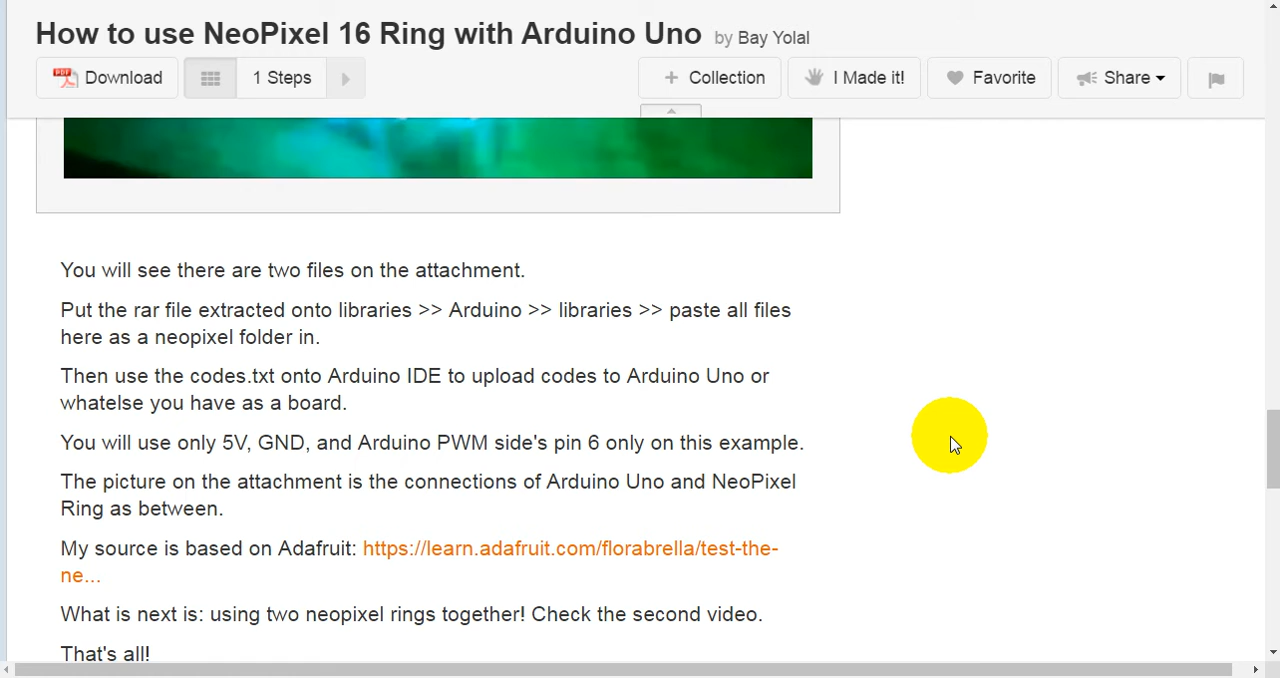 How to use NeoPixel 16 Ring with Arduino Uno by Bay Yolal
PDF Download 1 Steps + Collection I Made it! Favorite Share
You will see there are two files on the attachment.
Put the rar file extracted onto libraries >> Arduino >> libraries >> paste all files
here as a neopixel folder in.
Then use the codes.txt onto Arduino IDE to upload codes to Arduino Uno or
whatelse you have as a board.
You will use only 5V, GND, and Arduino PWM side's pin 6 only on this example.
The picture on the attachment is the connections of Arduino Uno and NeoPixel
Ring as between.
My source is based on Adafruit: https://learn.adafruit.com/florabrella/test-the-
ne...
What is next is: using two neopixel rings together! Check the second video.
That's all!